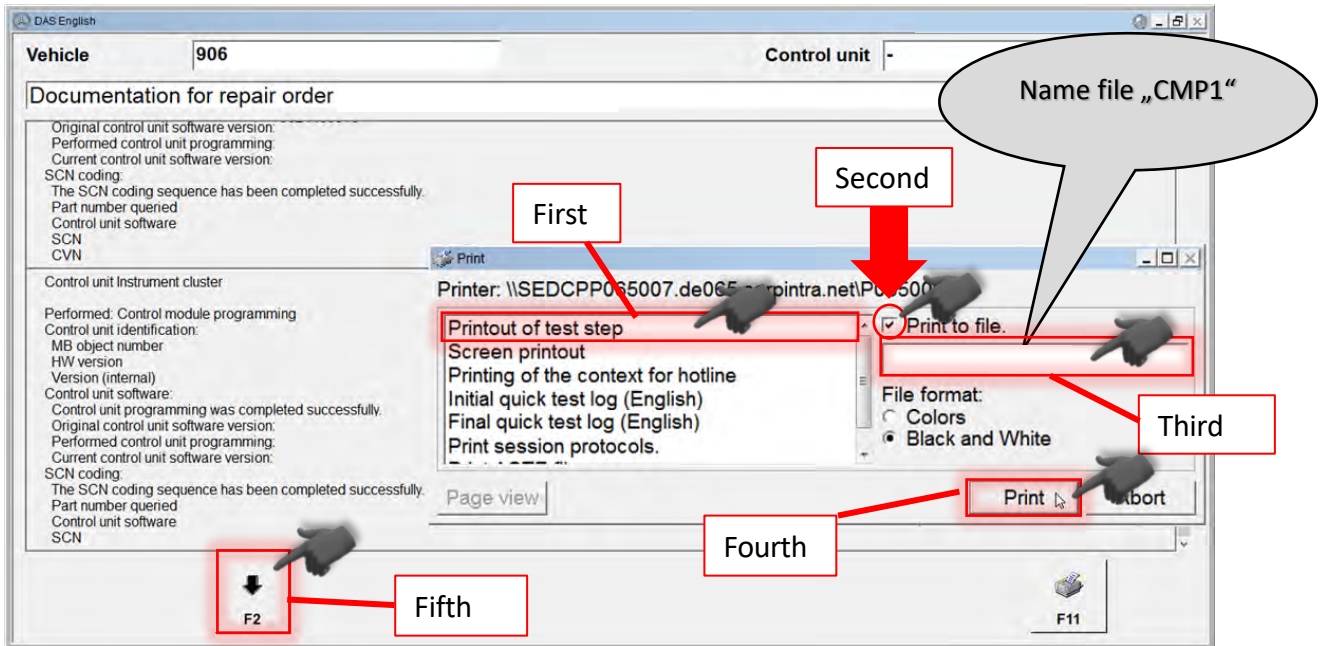 DAS English
Vehicle 906 Control unit -
Documentation for repair order
Name file „CMP1“
Original control unit software version:
Performed control unit programming:
Current control unit software version:
SCN coding:
The SCN coding sequence has been completed successfully.
Part number queried
Control unit software
SCN
CVN
Control unit Instrument cluster
Performed: Control module programming
Control unit identification:
MB object number
HW version
Version (internal)
Control unit software:
Control unit programming was completed successfully.
Original control unit software version:
Performed control unit programming:
Current control unit software version:
SCN coding:
The SCN coding sequence has been completed successfully.
Part number queried
Control unit software
SCN
First
Second
Print
Printer:
Printout of test step
Screen printout
Printing of the context for hotline
Initial quick test log (English)
Final quick test log (English)
Print session protocols.
Print to file.
File format:
Colors
Black and White
Third
Page view
Print
Abort
Fourth
Fifth
F2
F11